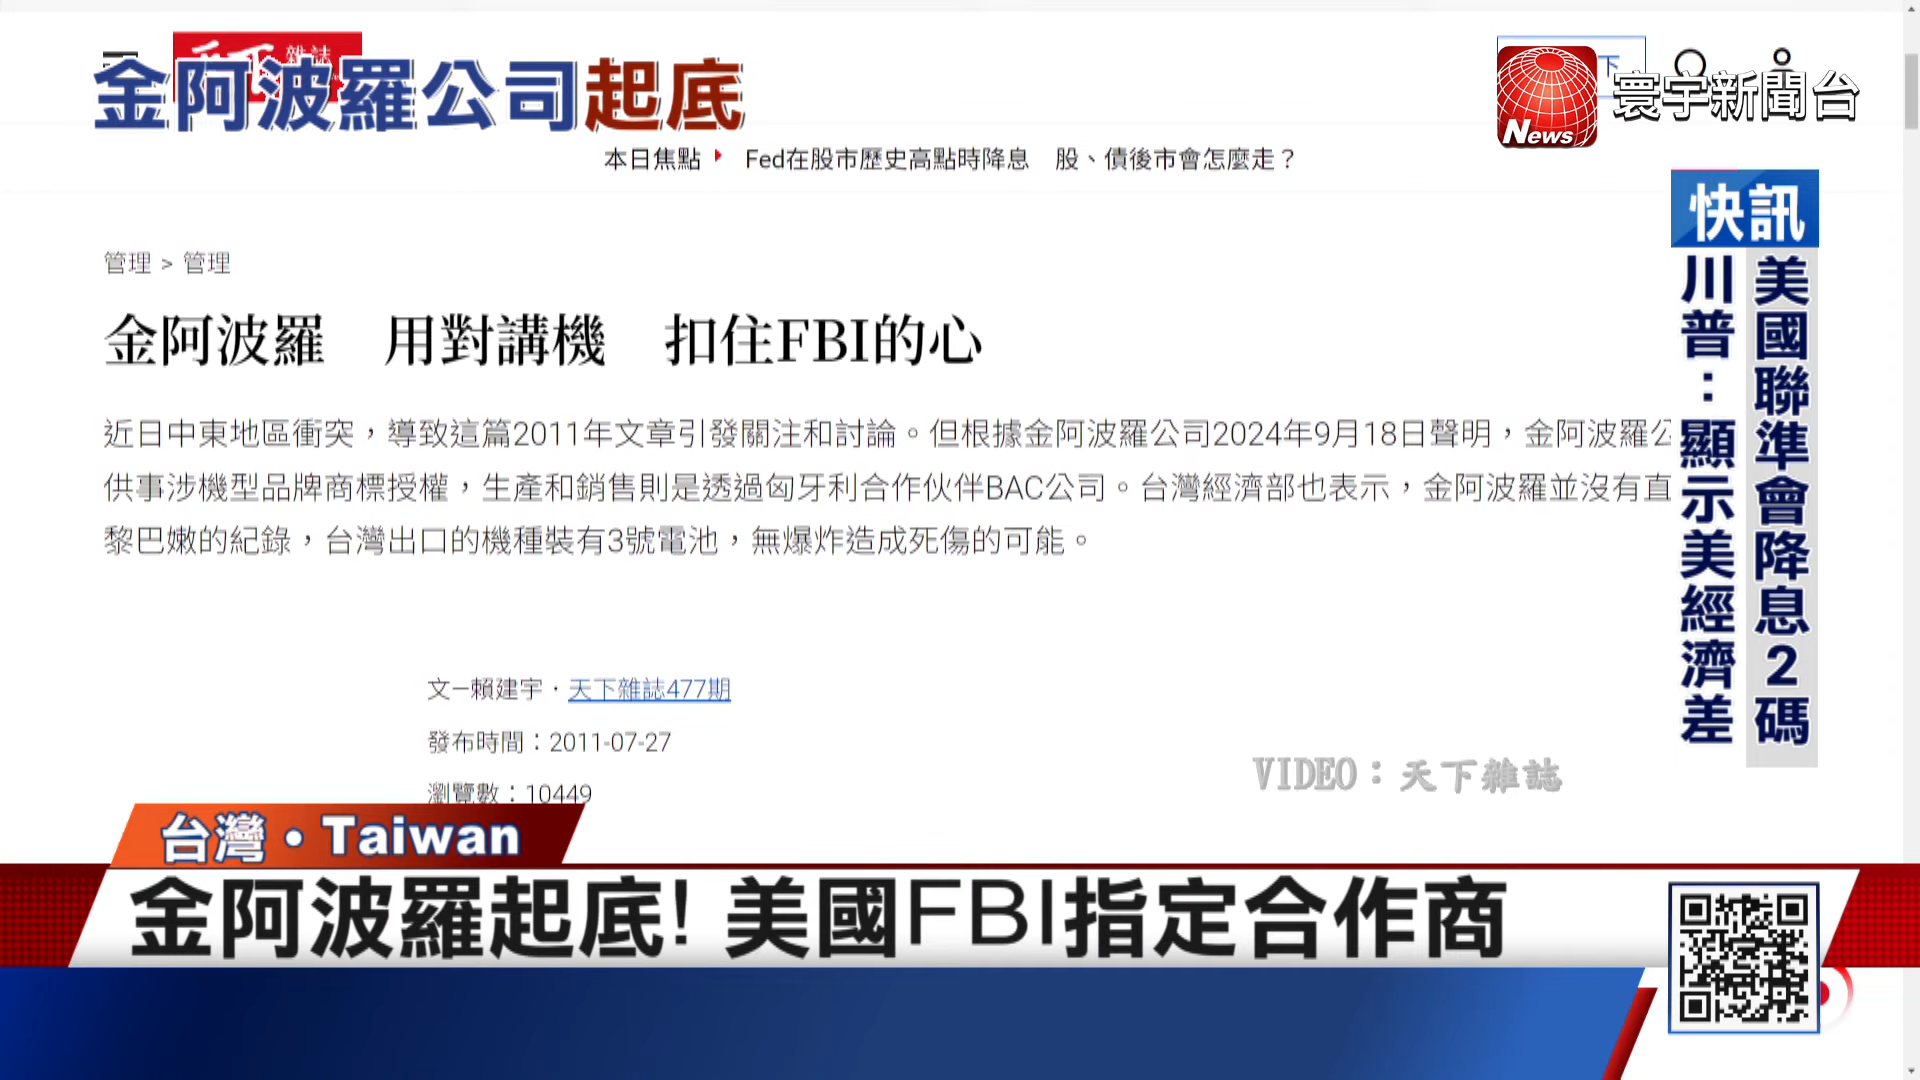 天下 雜誌
金阿波羅公司起底
下
News 寰宇新聞台
本日焦點 Fed在股市歷史高點時降息 股、債後市會怎麼走？
快訊
美國聯準會降息2碼
川普：顯示美經濟差
管理 > 管理
金阿波羅 用對講機 扣住FBI的心
近日中東地區衝突，導致這篇2011年文章引發關注和討論。但根據金阿波羅公司2024年9月18日聲明，金阿波羅公
供事涉機型品牌商標授權，生產和銷售則是透過匈牙利合作伙伴BAC公司。台灣經濟部也表示，金阿波羅並沒有直
黎巴嫩的紀錄，台灣出口的機種裝有3號電池，無爆炸造成死傷的可能。
文—賴建宇·天下雜誌477期
發布時間：2011-07-27
瀏覽數：10449
VIDEO：天下雜誌
台灣·Taiwan
金阿波羅起底! 美國FBI指定合作商